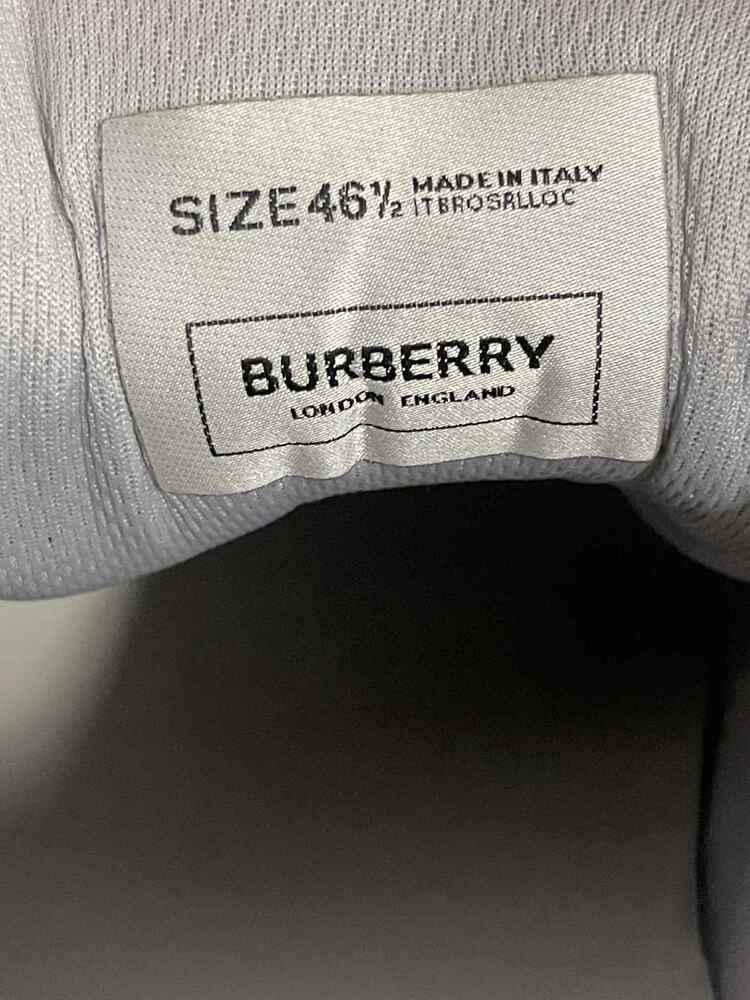 SIZE 46½ MADE IN ITALY
ITBROSRLLOC
BURBERRY
LONDON ENGLAND